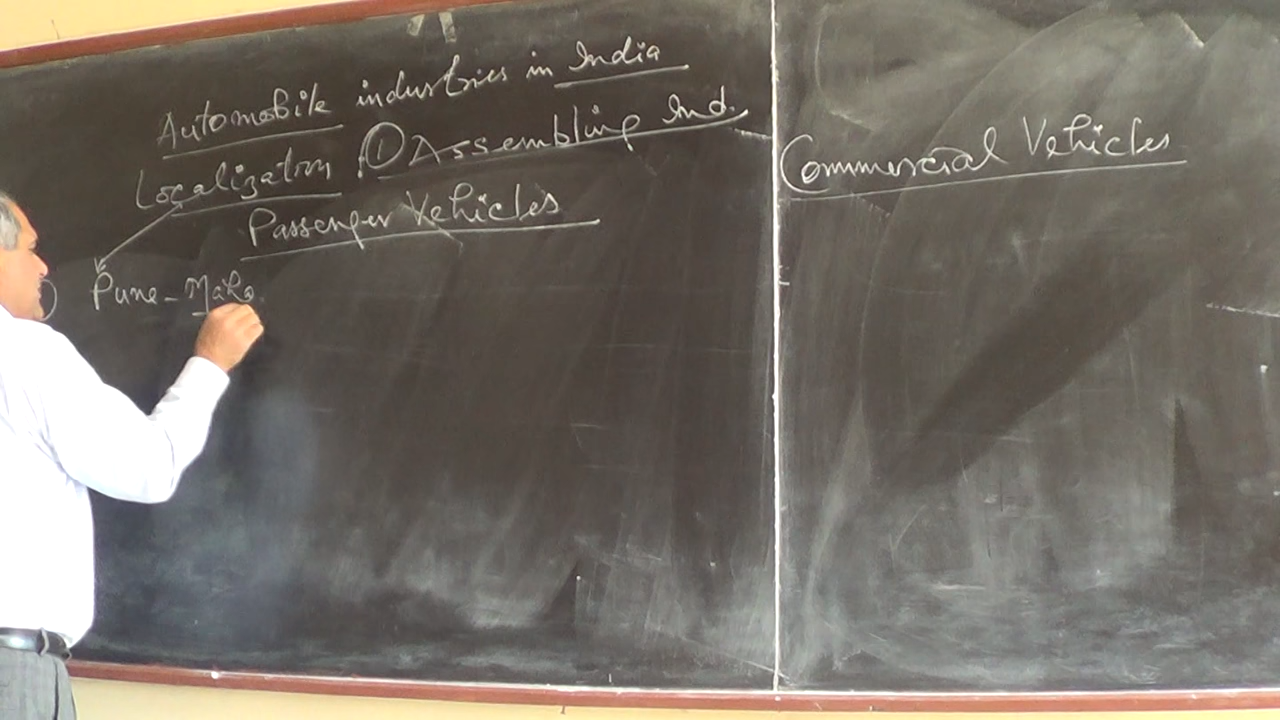 Automobile industries in India
Localization : ① Assembling Ind.
Passenger Vehicles
Pune - Maha
Commercial Vehicles